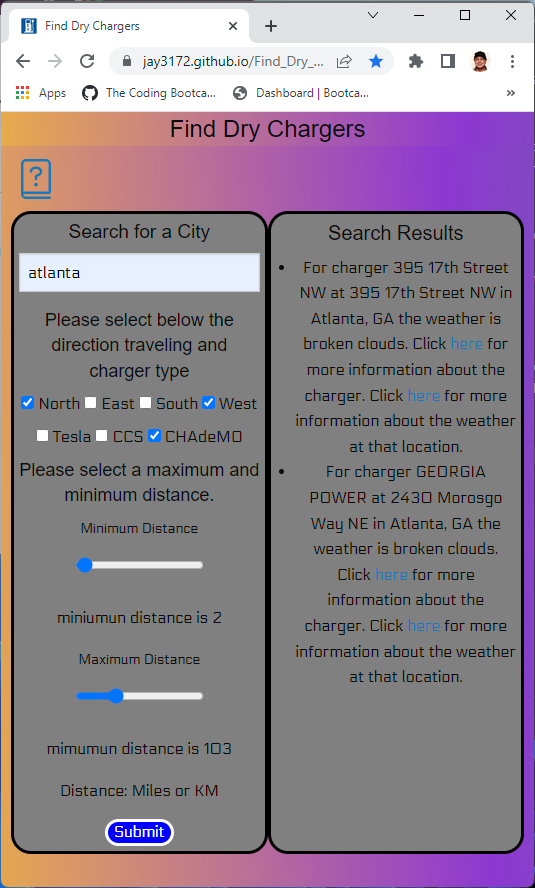 Find Dry Chargers
jay3172.github.io/Find_Dry_...
Apps
The Coding Bootca...
Dashboard | Bootca...
»
Find Dry Chargers
?
Search for a City
atlanta
Please select below the
direction traveling and
charger type
North East South West
Tesla CCS CHAdeMO
Please select a maximum and
minimum distance.
Minimum Distance
miniumun distance is 2
Maximum Distance
mimumun distance is 103
Distance: Miles or KM
Submit
Search Results
• For charger 395 17th Street
NW at 395 17th Street NW in
Atlanta, GA the weather is
broken clouds. Click here for
more information about the
charger. Click here for more
information about the weather
at that location.
• For charger GEORGIA
POWER at 2430 Morosgo
Way NE in Atlanta, GA the
weather is broken clouds.
Click here for more
information about the
charger. Click here for more
information about the weather
at that location.